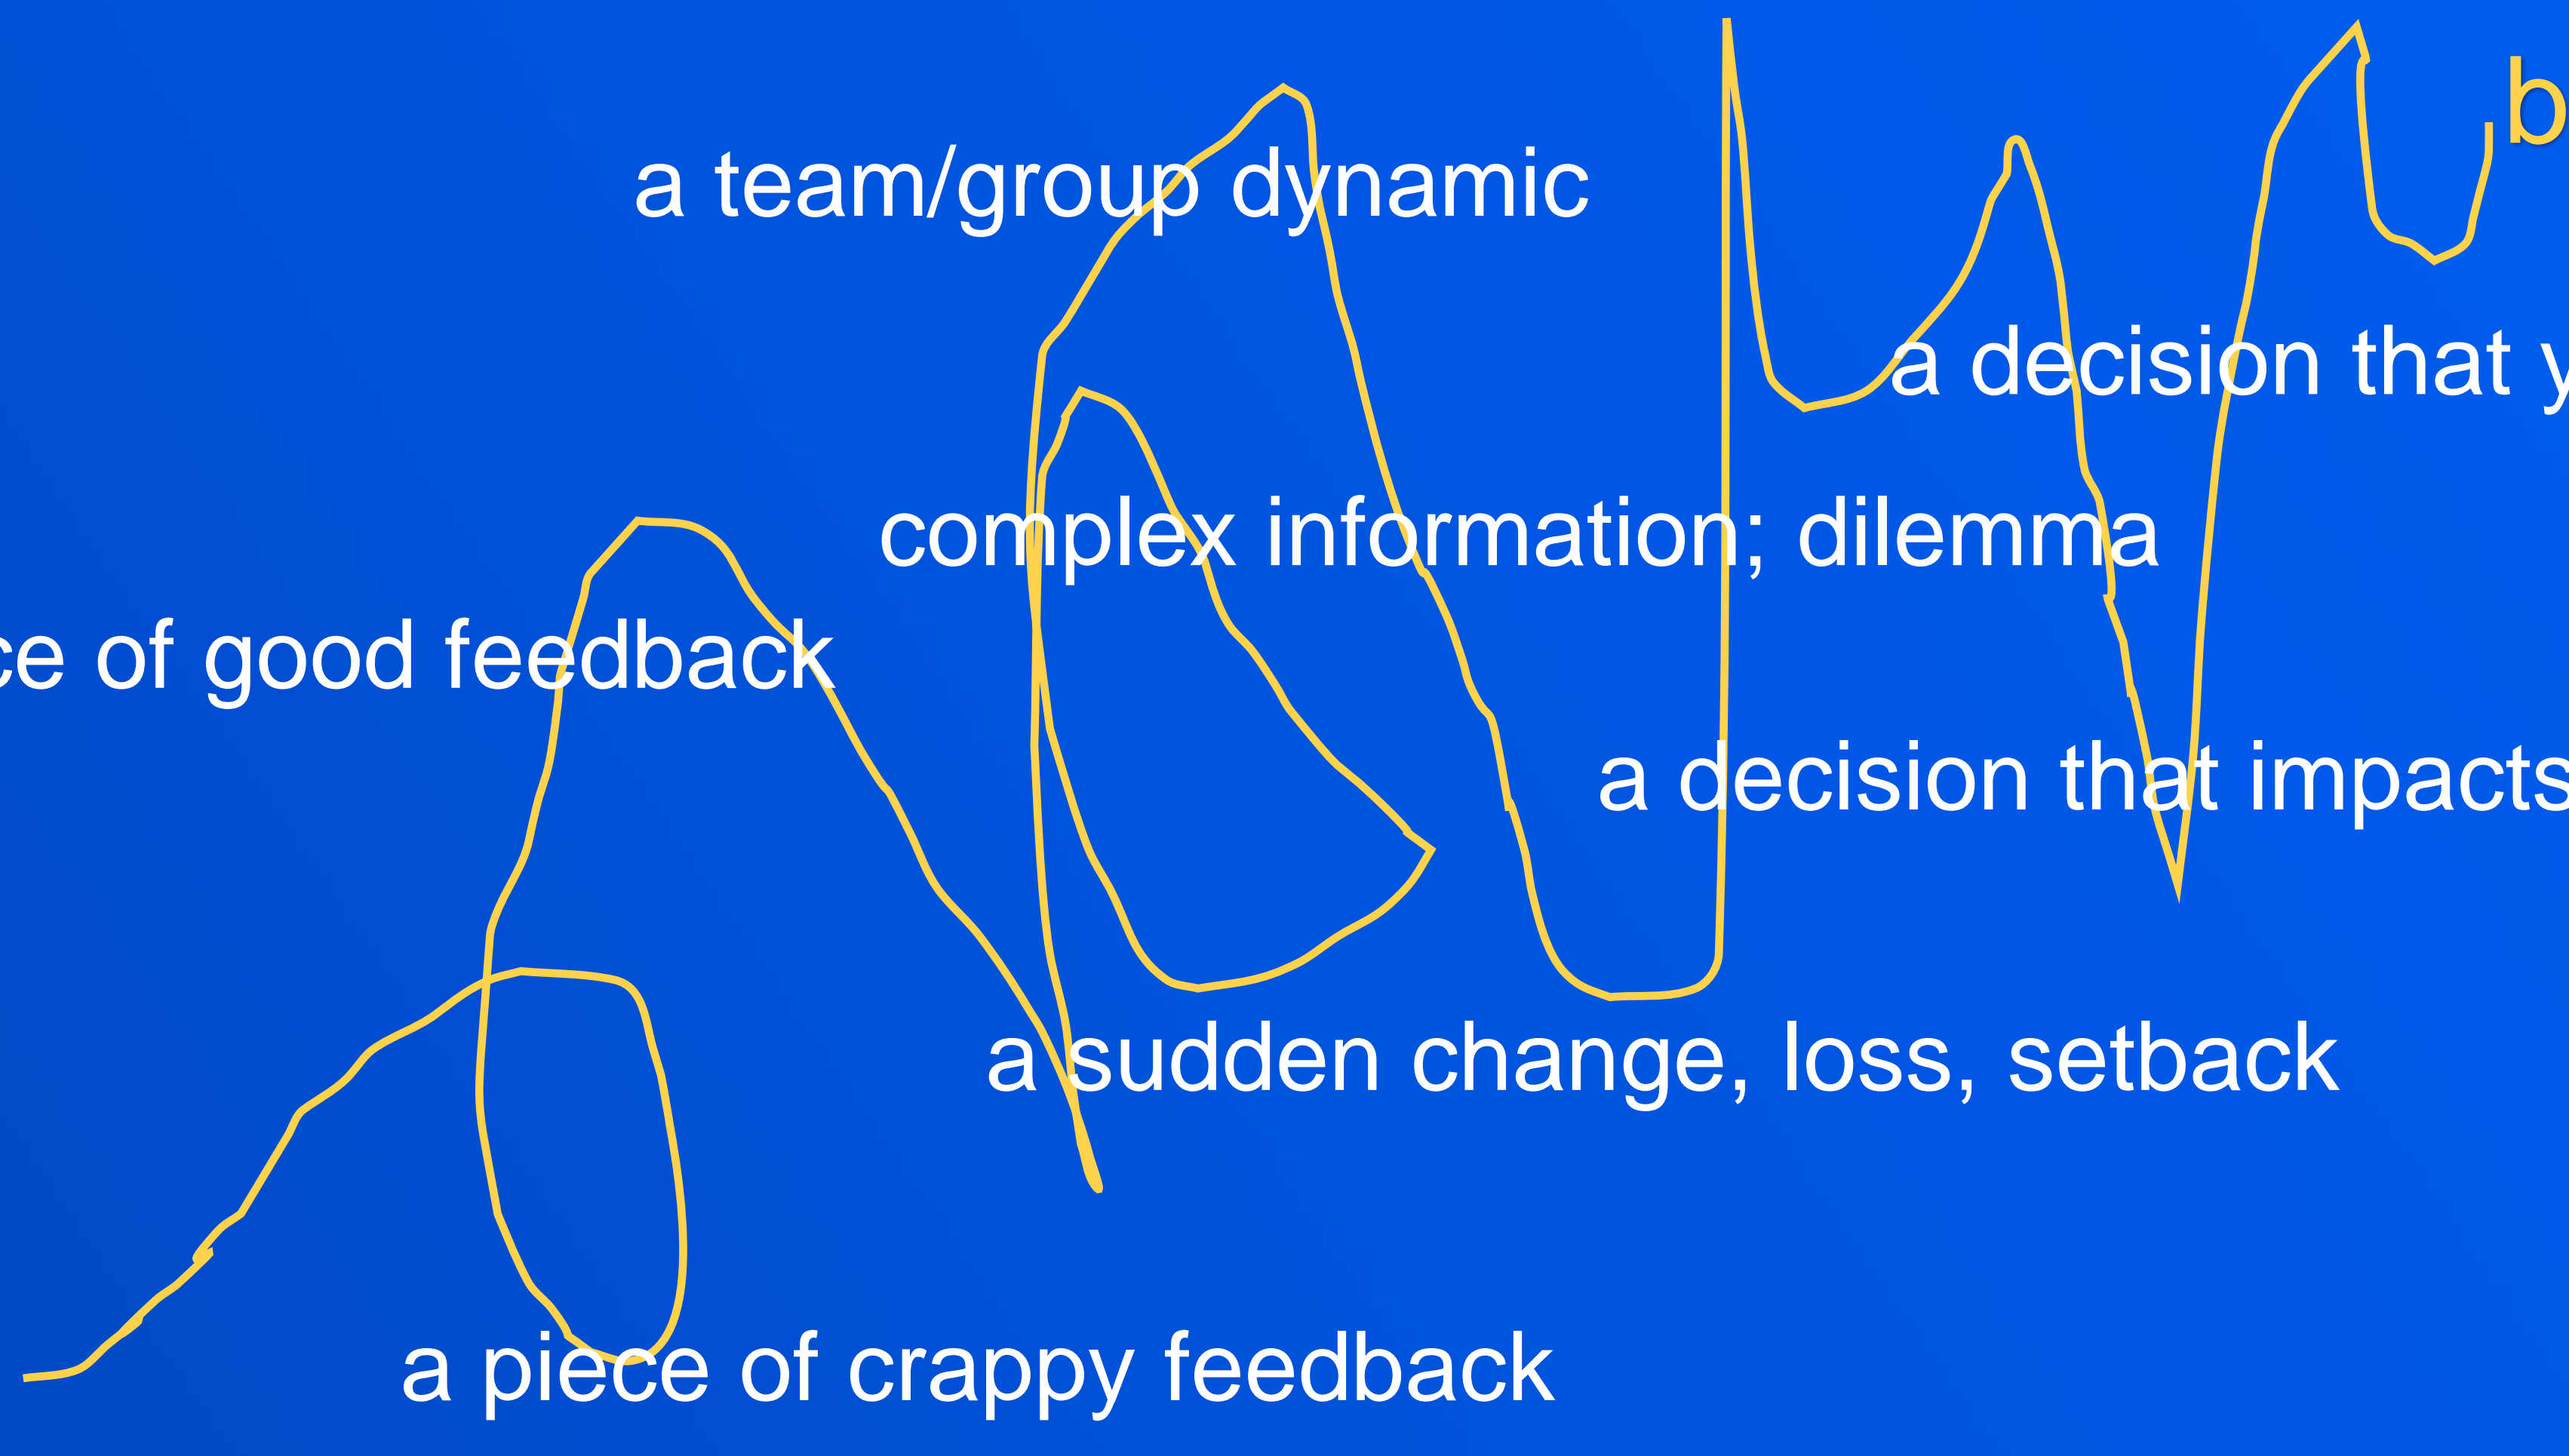 b
a team/group dynamic
a decision that y
complex information; dilemma
ce of good feedback
a decision that impacts
a sudden change, loss, setback
a piece of crappy feedback